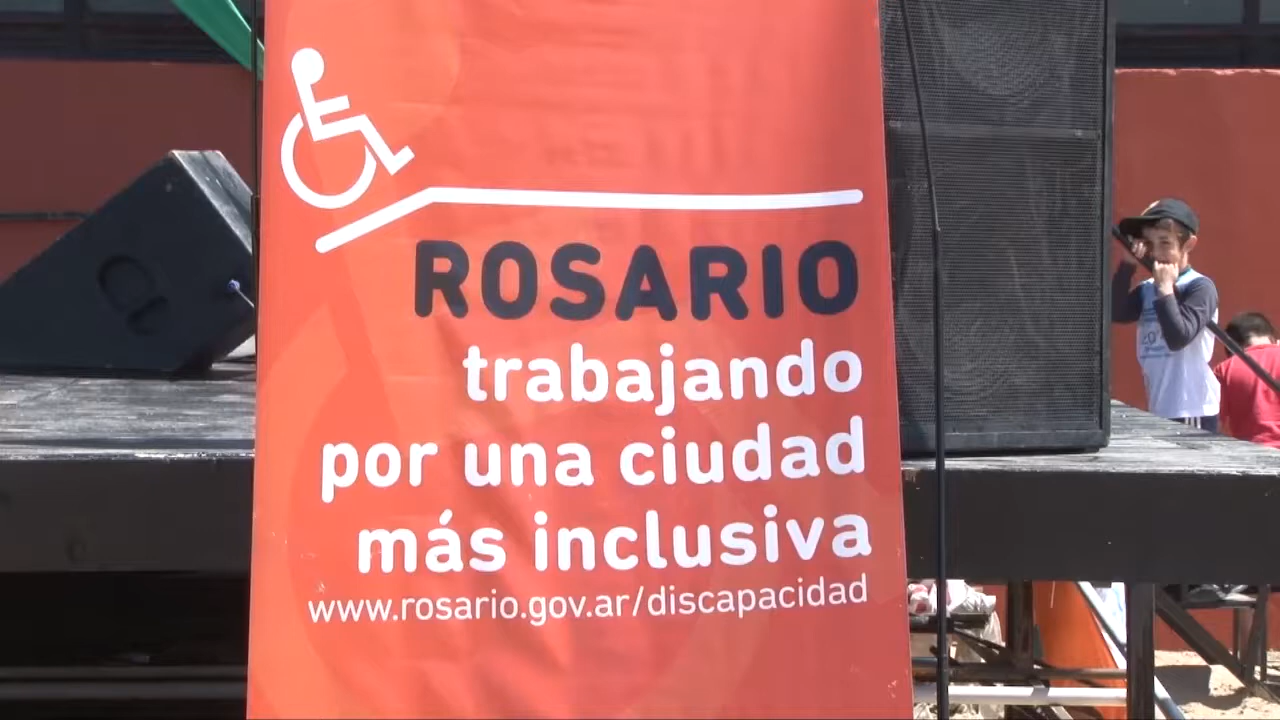 ROSARIO
trabajando
por una ciudad
más inclusiva
www.rosario.gov.ar/discapacidad